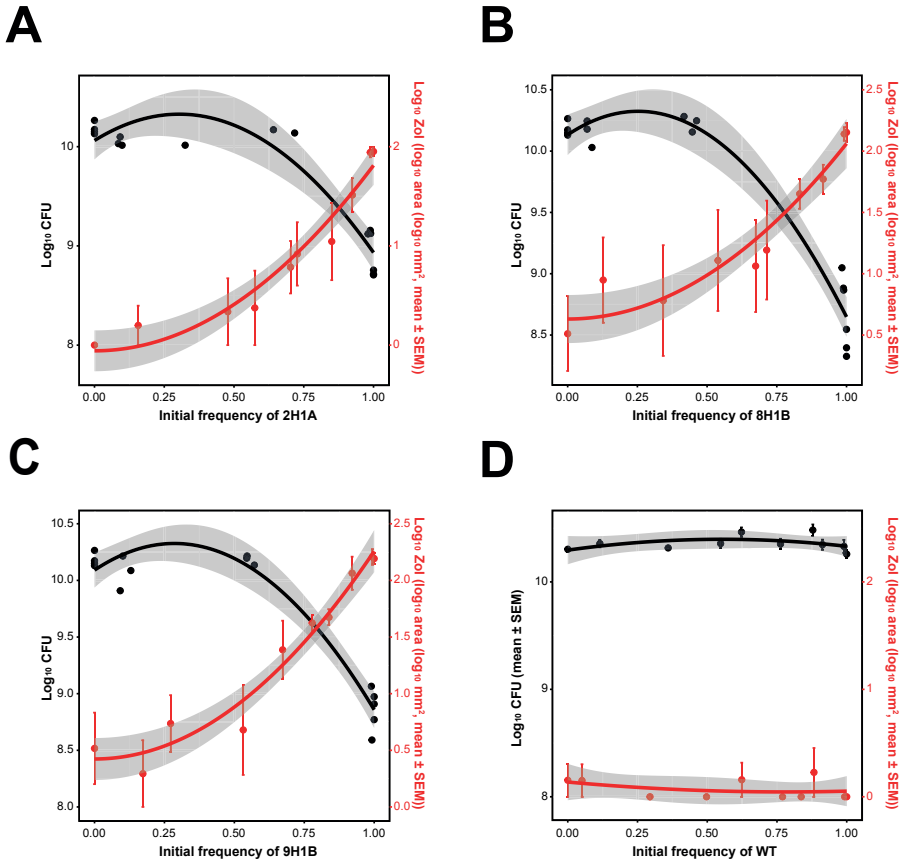 A
Log₁₀ CFU
10
9
8
2
1
0
Log₁₀ ZoI (log₁₀ area (log₁₀ mm², mean ± SEM))
0.00 0.25 0.50 0.75 1.00
Initial frequency of 2H1A
B
Log₁₀ CFU
10.5
10.0
9.5
9.0
8.5
2.5
2.0
1.5
1.0
0.5
Log₁₀ ZoI (log₁₀ area (log₁₀ mm², mean ± SEM))
0.00 0.25 0.50 0.75 1.00
Initial frequency of 8H1B
C
Log₁₀ CFU
10.5
10.0
9.5
9.0
8.5
8.0
2.5
2.0
1.5
1.0
0.5
0.0
Log₁₀ ZoI (log₁₀ area (log₁₀ mm², mean ± SEM))
0.00 0.25 0.50 0.75 1.00
Initial frequency of 9H1B
D
Log₁₀ CFU (mean ± SEM)
10
9
8
2
1
0
Log₁₀ ZoI (log₁₀ area (log₁₀ mm², mean ± SEM))
0.00 0.25 0.50 0.75 1.00
Initial frequency of WT